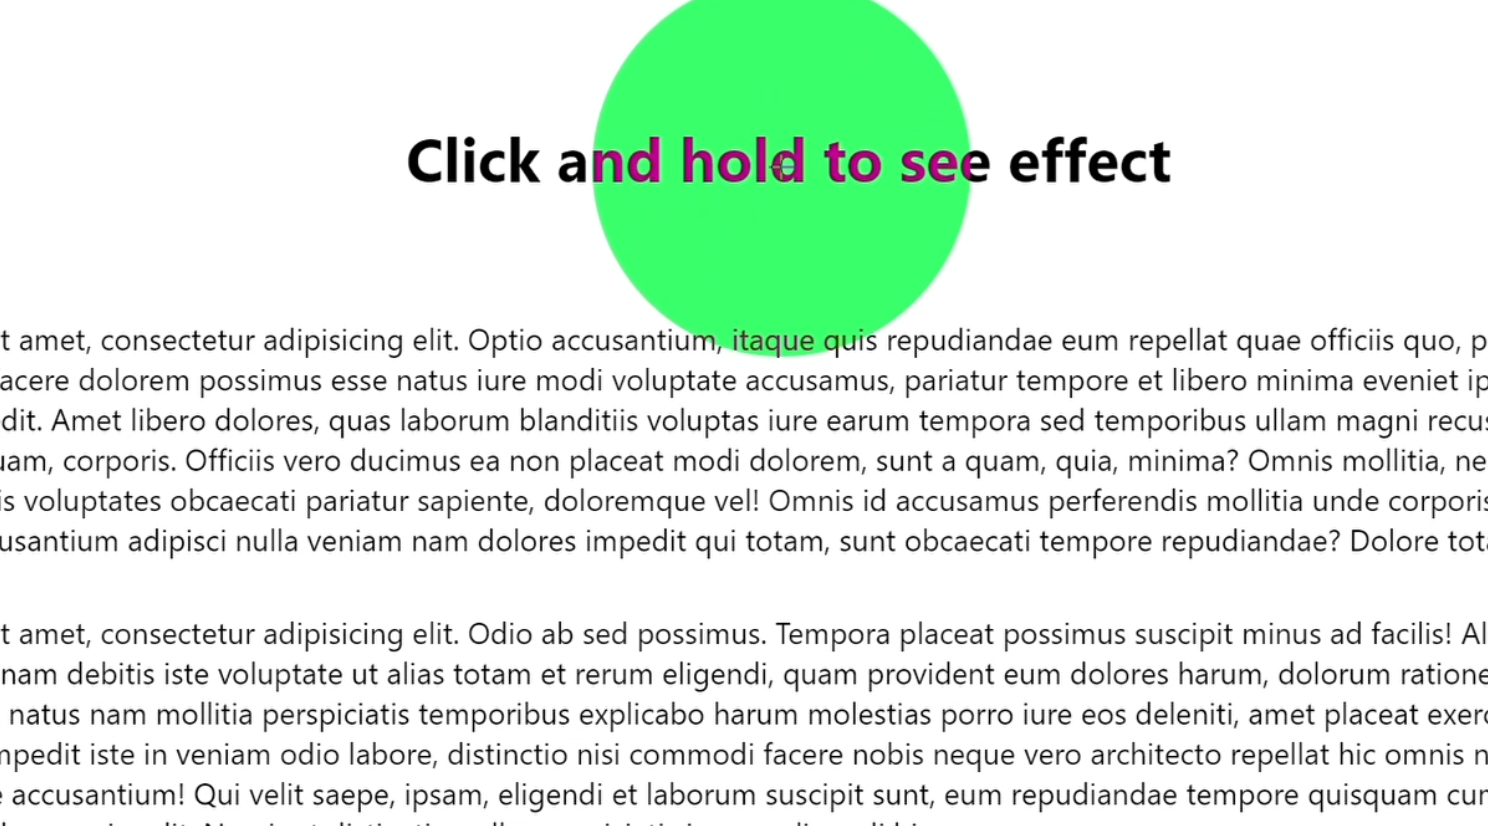 Click and hold to see effect
t amet, consectetur adipisicing elit. Optio accusantium, itaque quis repudiandae eum repellat quae officiis quo, p
acere dolorem possimus esse natus iure modi voluptate accusamus, pariatur tempore et libero minima eveniet ip
dit. Amet libero dolores, quas laborum blanditiis voluptas iure earum tempora sed temporibus ullam magni recus
uam, corporis. Officiis vero ducimus ea non placeat modi dolorem, sunt a quam, quia, minima? Omnis mollitia, ne
is voluptates obcaecati pariatur sapiente, doloremque vel! Omnis id accusamus perferendis mollitia unde corporis
usantium adipisci nulla veniam nam dolores impedit qui totam, sunt obcaecati tempore repudiandae? Dolore tota
t amet, consectetur adipisicing elit. Odio ab sed possimus. Tempora placeat possimus suscipit minus ad facilis! Al
nam debitis iste voluptate ut alias totam et rerum eligendi, quam provident eum dolores harum, dolorum ratione
natus nam mollitia perspiciatis temporibus explicabo harum molestias porro iure eos deleniti, amet placeat exerc
mpedit iste in veniam odio labore, distinctio nisi commodi facere nobis neque vero architecto repellat hic omnis n
e accusantium! Qui velit saepe, ipsam, eligendi et laborum suscipit sunt, eum repudiandae tempore quisquam cum